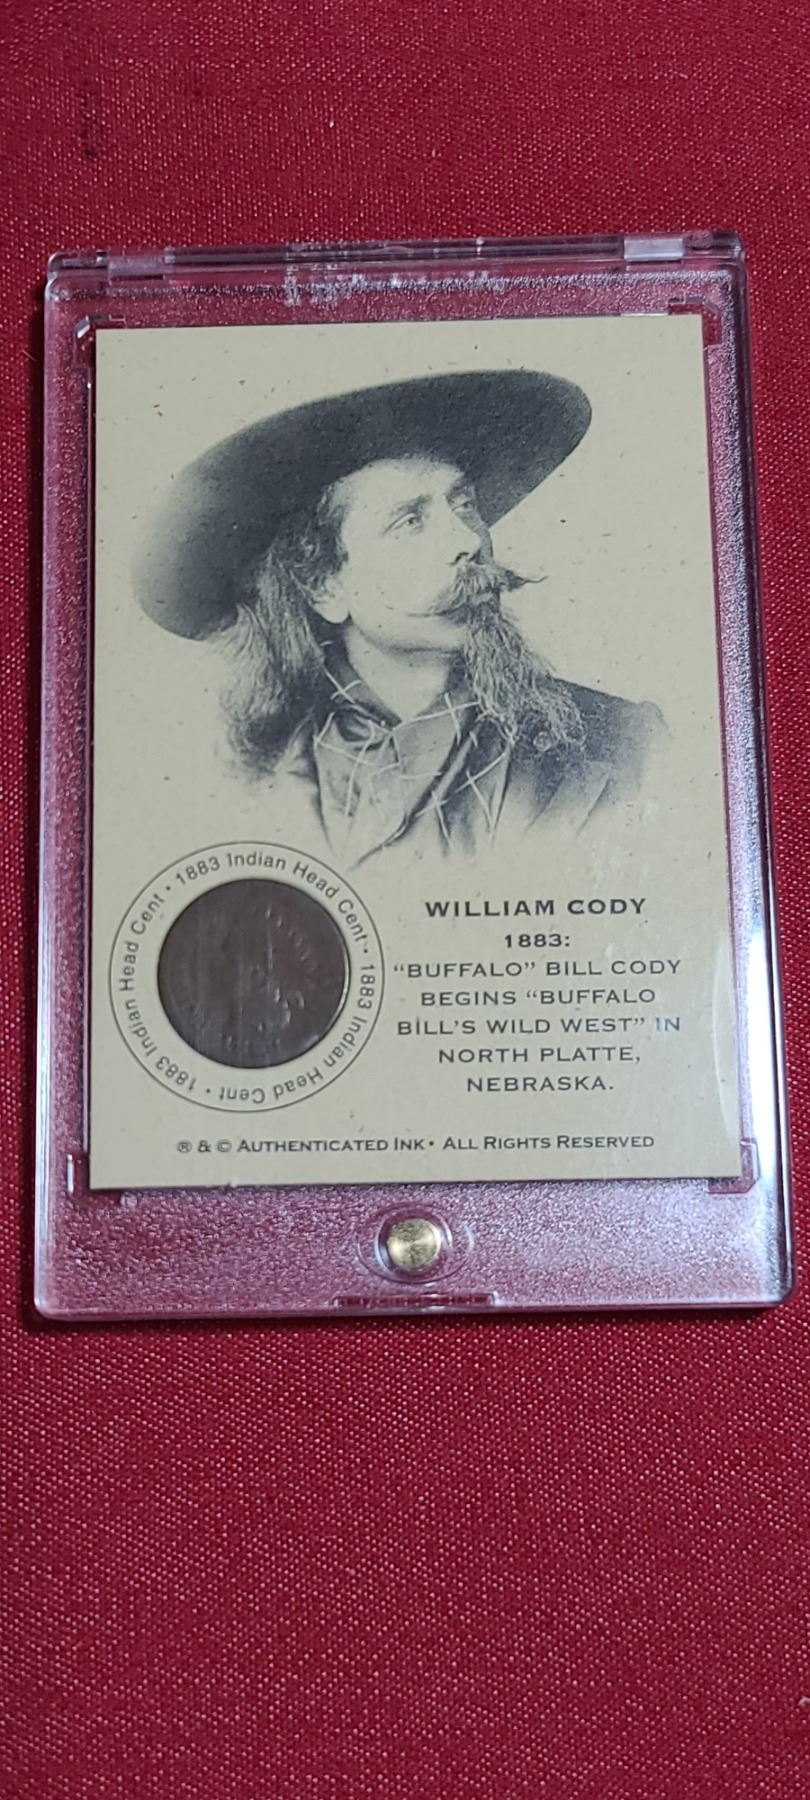 1883 Indian Head Cent • 1883 Indian Head Cent • 1883 Indian Head Cent •
WILLIAM CODY
1883:
“BUFFALO” BILL CODY
BEGINS “BUFFALO
BILL’S WILD WEST” IN
NORTH PLATTE,
NEBRASKA.
® & © AUTHENTICATED INK • ALL RIGHTS RESERVED